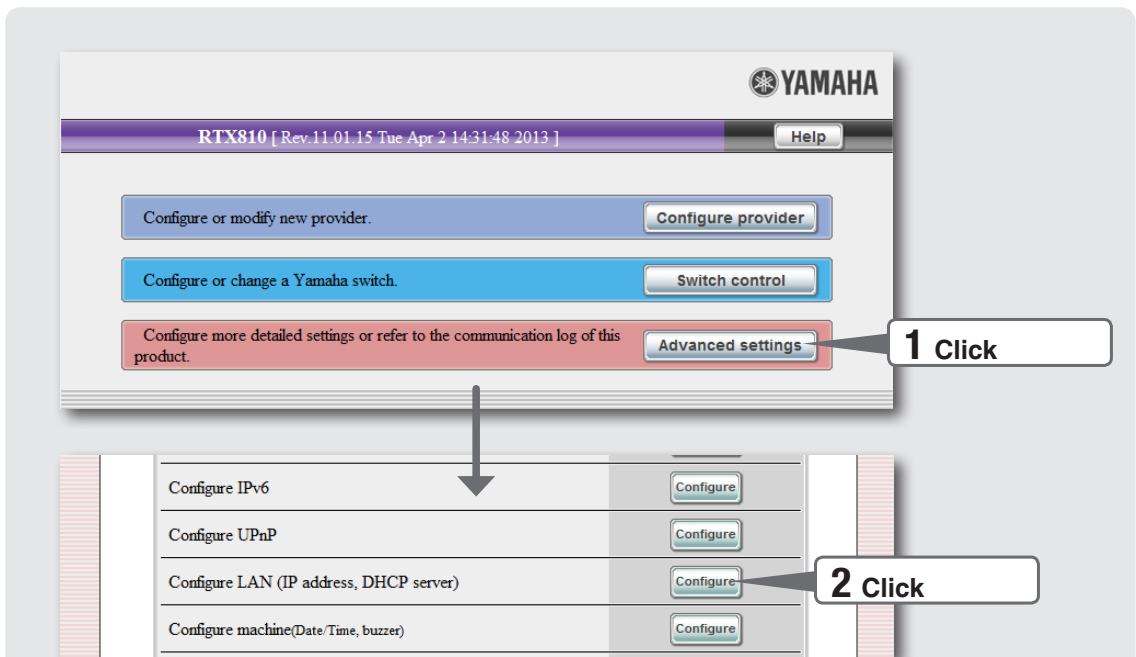 YAMAHA
RTX810 [ Rev.11.01.15 Tue Apr 2 14:31:48 2013 ]
Help
Configure or modify new provider.
Configure provider
Configure or change a Yamaha switch.
Switch control
Configure more detailed settings or refer to the communication log of this
product.
Advanced settings
1 Click
Configure IPv6
Configure
Configure UPnP
Configure
Configure LAN (IP address, DHCP server)
Configure
2 Click
Configure machine(Date/Time, buzzer)
Configure